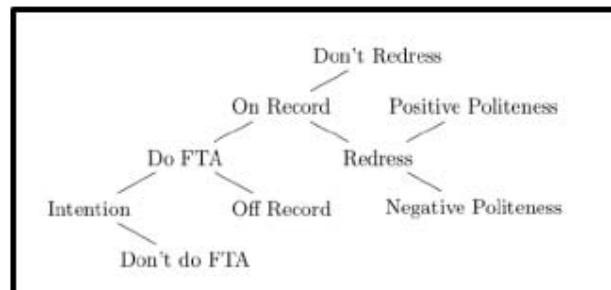 Don't Redress
On Record Positive Politeness
Do FTA Redress
Intention Off Record Negative Politeness
Don't do FTA